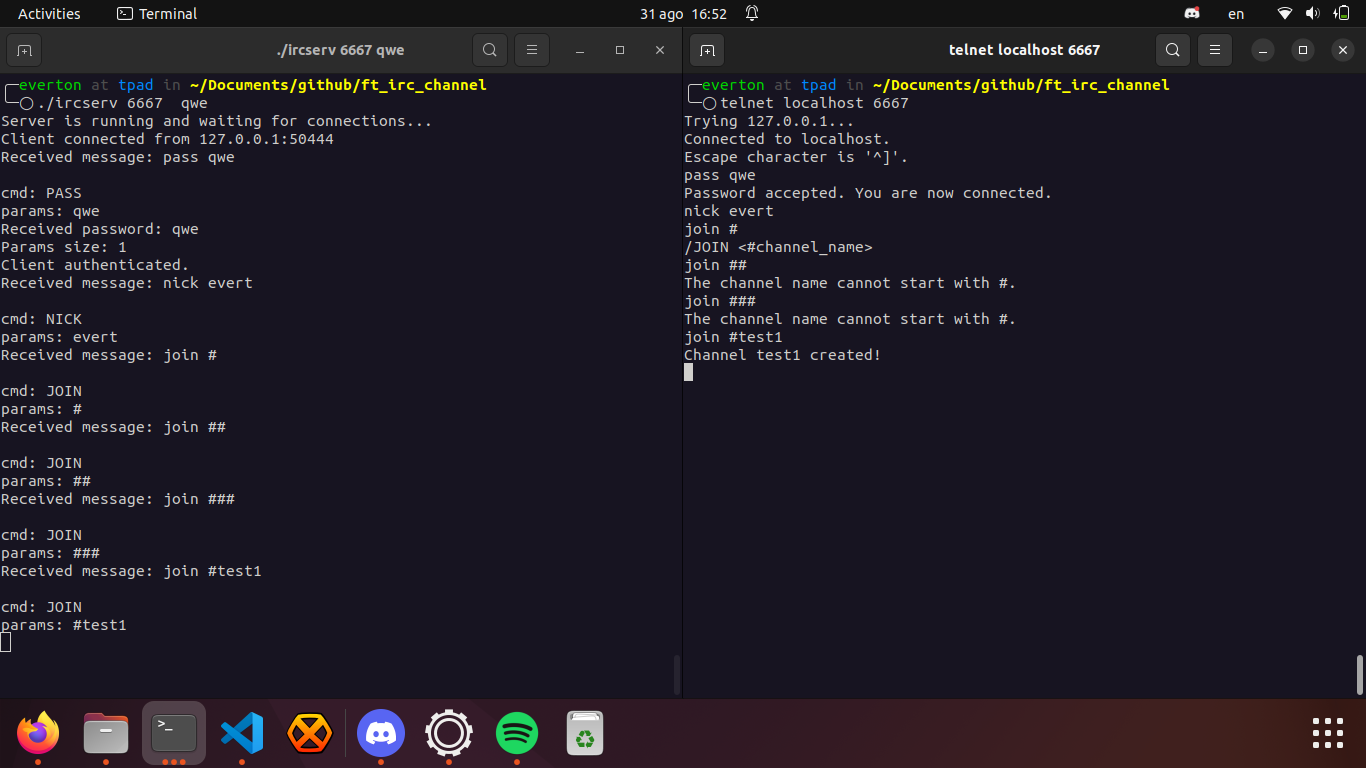 Activities
Terminal
31 ago 16:52
en
./ircserv 6667 qwe
everton at tpad in ~/Documents/github/ft_irc_channel
./ircserv 6667  qwe
Server is running and waiting for connections...
Client connected from 127.0.0.1:50444
Received message: pass qwe
cmd: PASS
params: qwe
Received password: qwe
Params size: 1
Client authenticated.
Received message: nick evert
cmd: NICK
params: evert
Received message: join #
cmd: JOIN
params: #
Received message: join ##
cmd: JOIN
params: ##
Received message: join ###
cmd: JOIN
params: ###
Received message: join #test1
cmd: JOIN
params: #test1
telnet localhost 6667
everton at tpad in ~/Documents/github/ft_irc_channel
telnet localhost 6667
Trying 127.0.0.1...
Connected to localhost.
Escape character is '^]'.
pass qwe
Password accepted. You are now connected.
nick evert
join #
/JOIN <#channel_name>
join ##
The channel name cannot start with #.
join ###
The channel name cannot start with #.
join #test1
Channel test1 created!